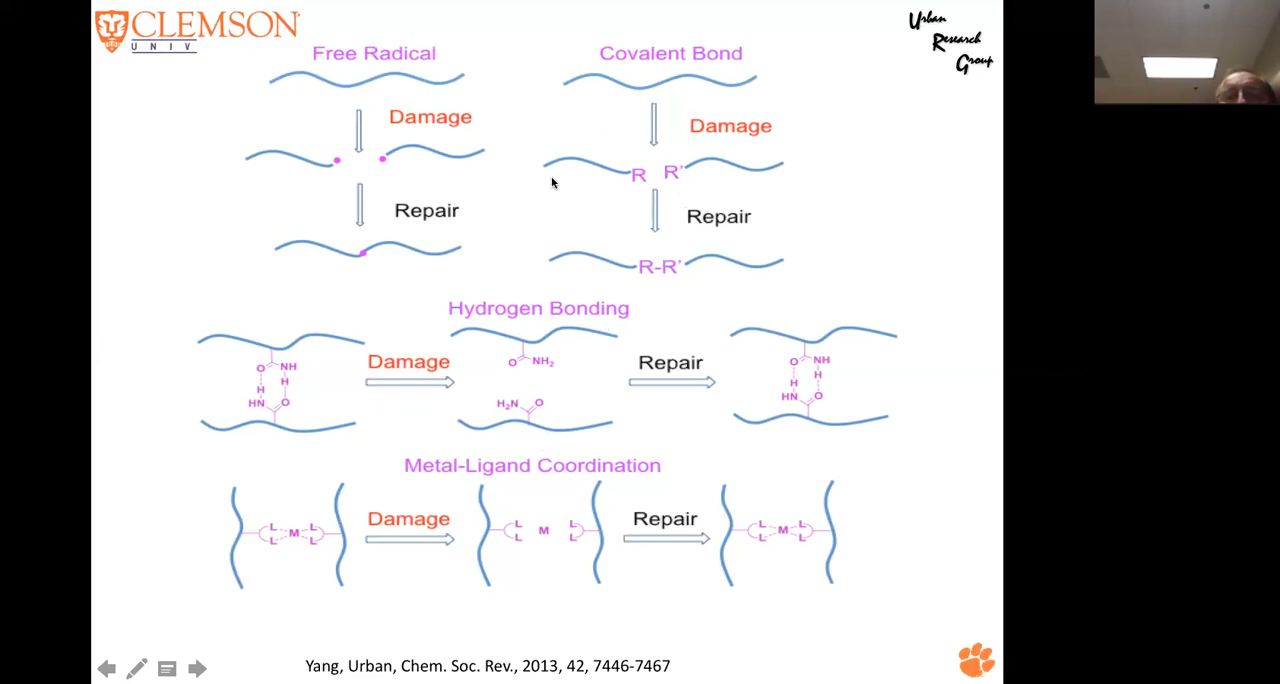 CLEMSON
U N I V
Urban
Research
Group
Free Radical
Covalent Bond
Damage
Damage
R R'
Repair
Repair
R-R'
Hydrogen Bonding
O NH
H
H
HN O
Damage
O NH₂
H₂N O
Repair
O NH
H
H
HN O
Metal-Ligand Coordination
L L
M
L L
Damage
L L
M
L L
Repair
L L
M
L L
Yang, Urban, Chem. Soc. Rev., 2013, 42, 7446-7467